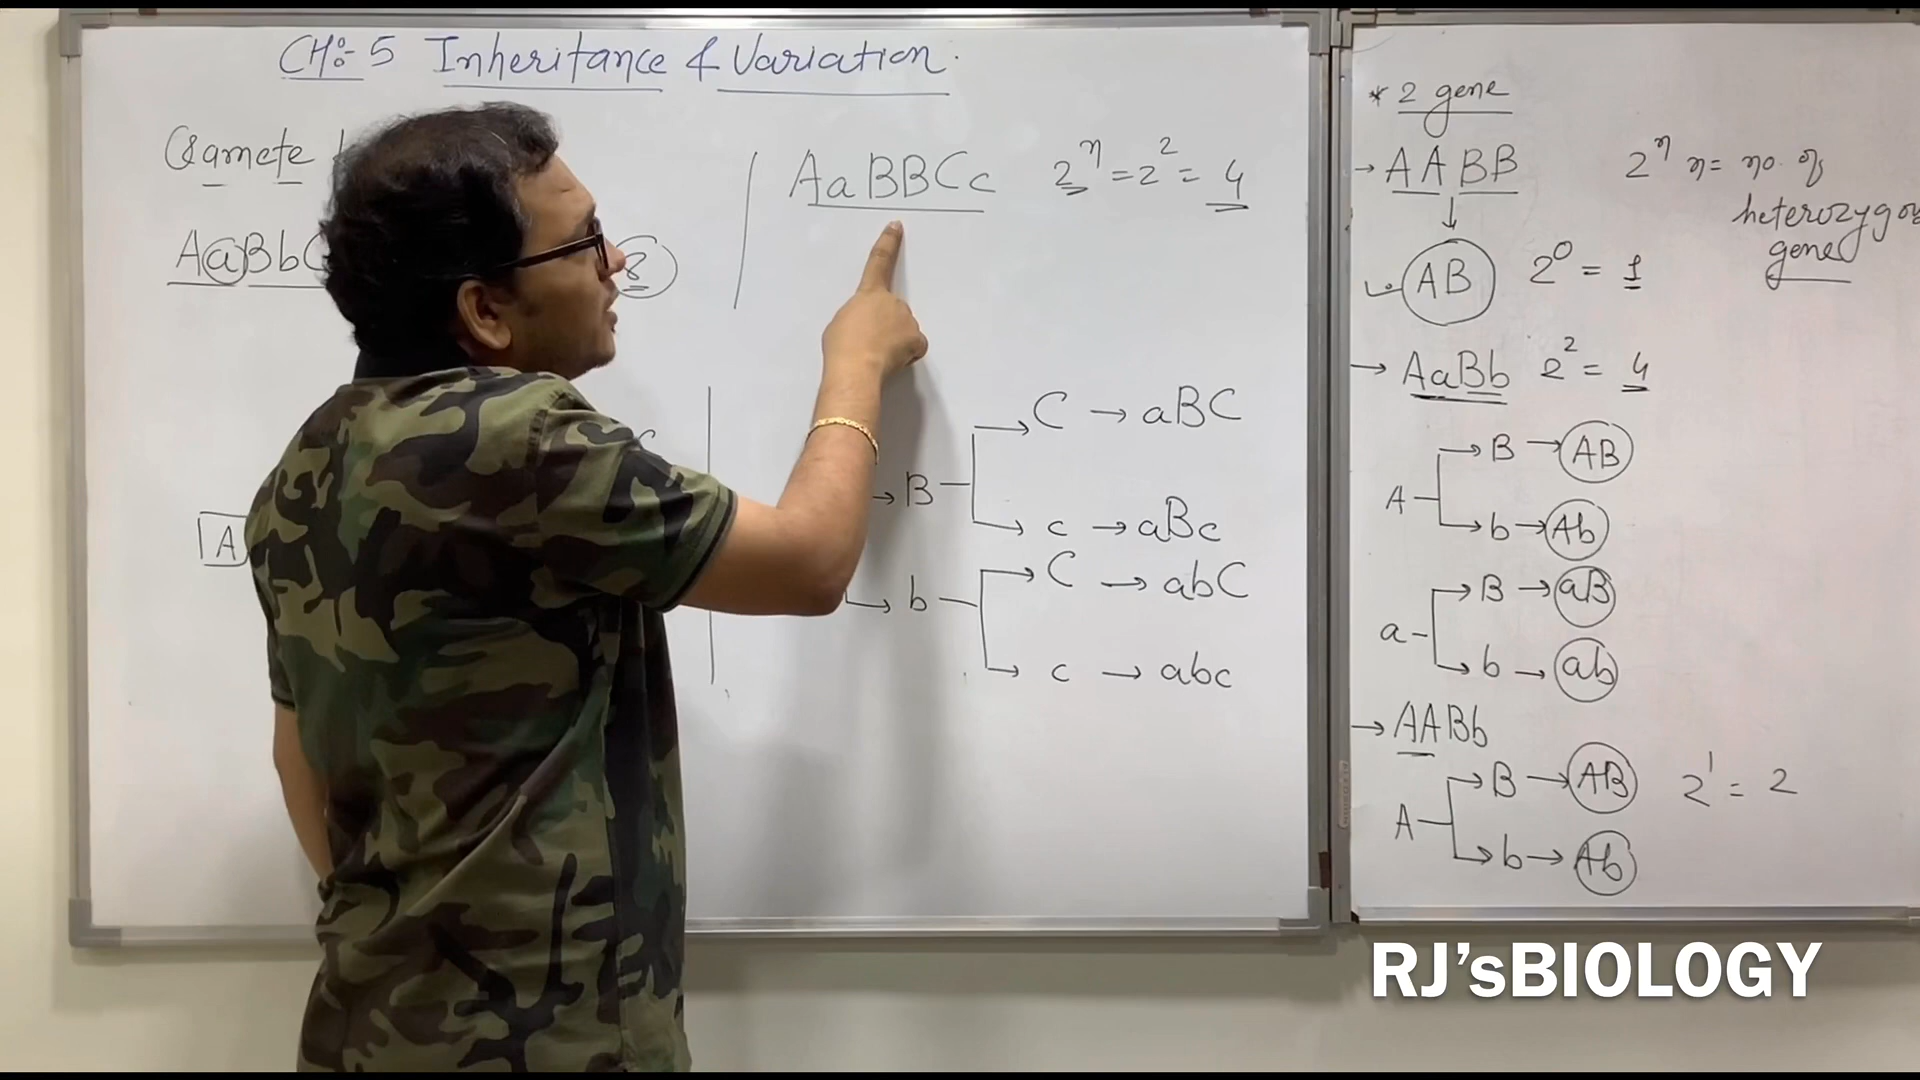 CH:- 5 Inheritance & Variation.
Gamete
AaBb
8
AaBBCc 2ⁿ = 2² = 4
A
B
C → aBC
c → aBc
b
C → abC
c → abc
* 2 gene
→ AABB 2ⁿ n = no. of
heterozygous
gene
AB 2⁰ = 1
→ AaBb 2² = 4
A
B → AB
b → Ab
a
B → aB
b → ab
→ AABb
A
B → AB
b → Ab
2¹ = 2
RJ'sBIOLOGY